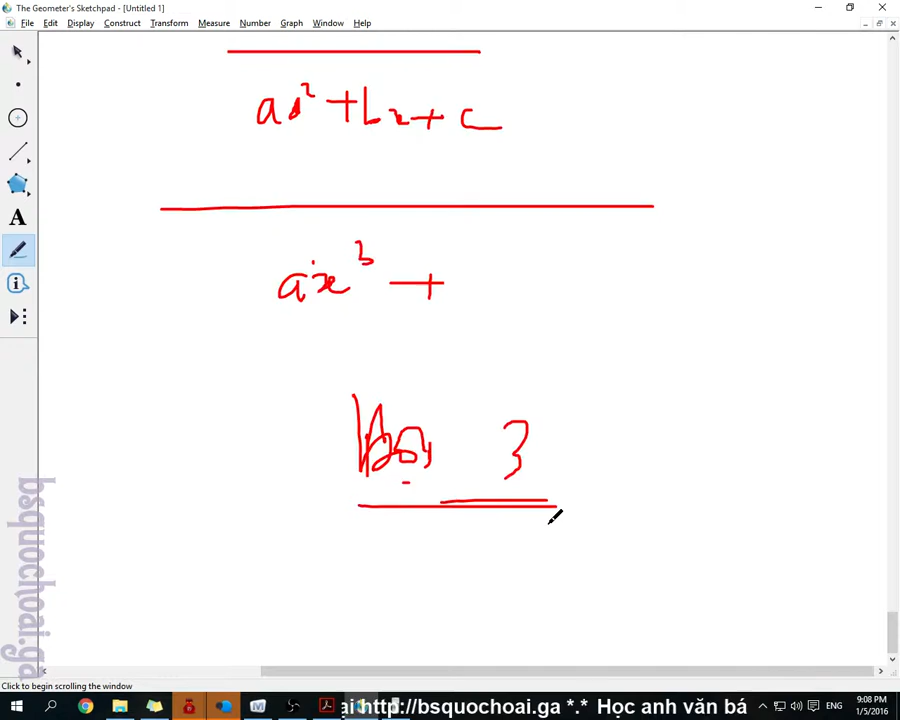 The Geometer's Sketchpad - [Untitled 1]
File Edit Display Construct Transform Measure Number Graph Window Help
ax² + bx + c
ax³ +
3
bsquochoai.ga
Click to begin scrolling the window
ai http://bsquochoai.ga *.* Học anh văn bá
ENG
9:08 PM
1/5/2016